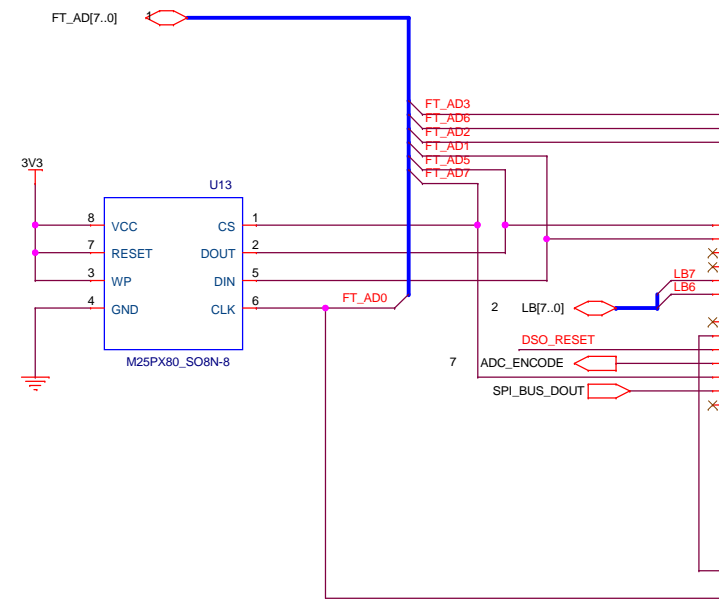 FT_AD[7..0] 1
FT_AD3
FT_AD6
FT_AD2
FT_AD1
FT_AD5
FT_AD7
3V3
U13
8 VCC CS 1
7 RESET DOUT 2
3 WP DIN 5
4 GND CLK 6
FT_AD0
M25PX80_SO8N-8
LB7
LB6
2 LB[7..0]
DSO_RESET
7 ADC_ENCODE
SPI_BUS_DOUT